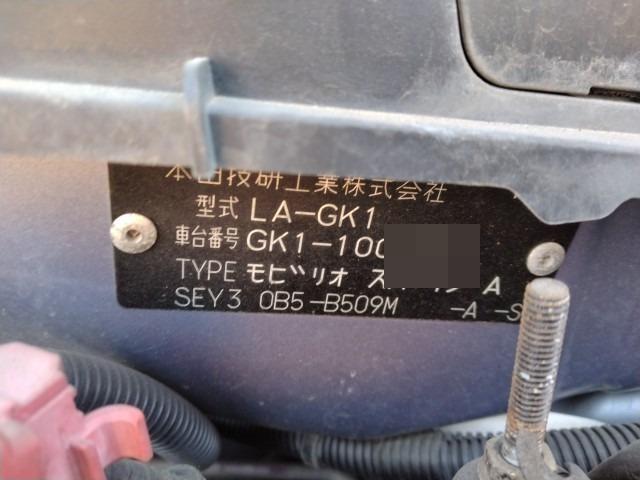 本田技研工業株式会社
型式 LA-GK1
車台番号 GK1-100
TYPE モビリオ ス A
SEY3 0B5-B509M -A -S